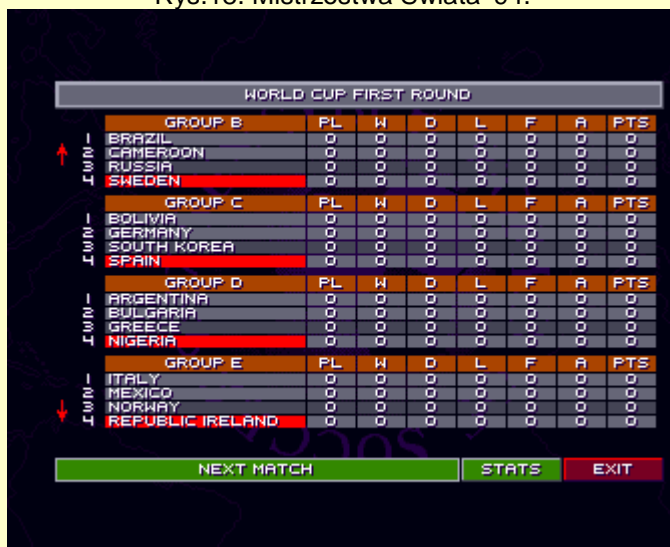 WORLD CUP FIRST ROUND
GROUP B PL W D L F A PTS
1 BRAZIL 0 0 0 0 0 0 0
2 CAMEROON 0 0 0 0 0 0 0
3 RUSSIA 0 0 0 0 0 0 0
4 SWEDEN 0 0 0 0 0 0 0
GROUP C PL W D L F A PTS
1 BOLIVIA 0 0 0 0 0 0 0
2 GERMANY 0 0 0 0 0 0 0
3 SOUTH KOREA 0 0 0 0 0 0 0
4 SPAIN 0 0 0 0 0 0 0
GROUP D PL W D L F A PTS
1 ARGENTINA 0 0 0 0 0 0 0
2 BULGARIA 0 0 0 0 0 0 0
3 GREECE 0 0 0 0 0 0 0
4 NIGERIA 0 0 0 0 0 0 0
GROUP E PL W D L F A PTS
1 ITALY 0 0 0 0 0 0 0
2 MEXICO 0 0 0 0 0 0 0
3 NORWAY 0 0 0 0 0 0 0
4 REPUBLIC IRELAND 0 0 0 0 0 0 0
NEXT MATCH STATS EXIT